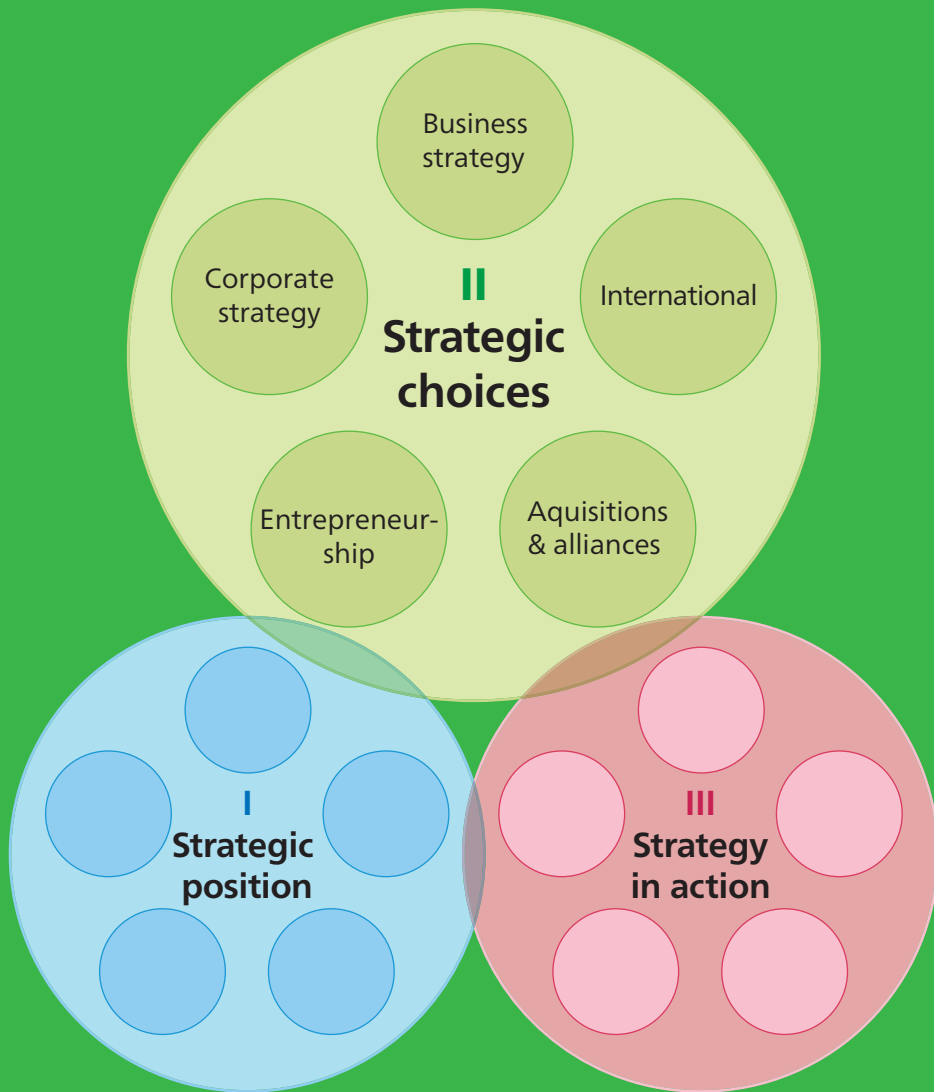 Business
strategy
Corporate
strategy
International
II
Strategic
choices
Entrepreneur-
ship
Aquisitions
& alliances
I
Strategic
position
III
Strategy
in action